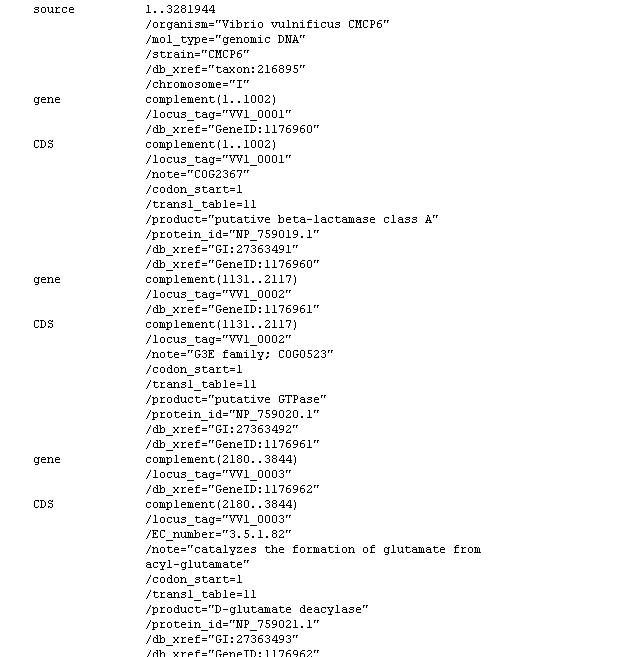 source 1..3281944
/organism="Vibrio vulnificus CMCP6"
/mol_type="genomic DNA"
/strain="CMCP6"
/db_xref="taxon:216895"
/chromosome="I"
gene complement(1..1002)
/locus_tag="VV1_0001"
/db_xref="GeneID:1176960"
CDS complement(1..1002)
/locus_tag="VV1_0001"
/note="COG2367"
/codon_start=1
/transl_table=11
/product="putative beta-lactamase class A"
/protein_id="NP_759019.1"
/db_xref="GI:27363491"
/db_xref="GeneID:1176960"
gene complement(1131..2117)
/locus_tag="VV1_0002"
/db_xref="GeneID:1176961"
CDS complement(1131..2117)
/locus_tag="VV1_0002"
/note="G3E family; COG0523"
/codon_start=1
/transl_table=11
/product="putative GTPase"
/protein_id="NP_759020.1"
/db_xref="GI:27363492"
/db_xref="GeneID:1176961"
gene complement(2180..3844)
/locus_tag="VV1_0003"
/db_xref="GeneID:1176962"
CDS complement(2180..3844)
/locus_tag="VV1_0003"
/EC_number="3.5.1.82"
/note="catalyzes the formation of glutamate from
acyl-glutamate"
/codon_start=1
/transl_table=11
/product="D-glutamate deacylase"
/protein_id="NP_759021.1"
/db_xref="GI:27363493"
/db_xref="GeneID:1176962"